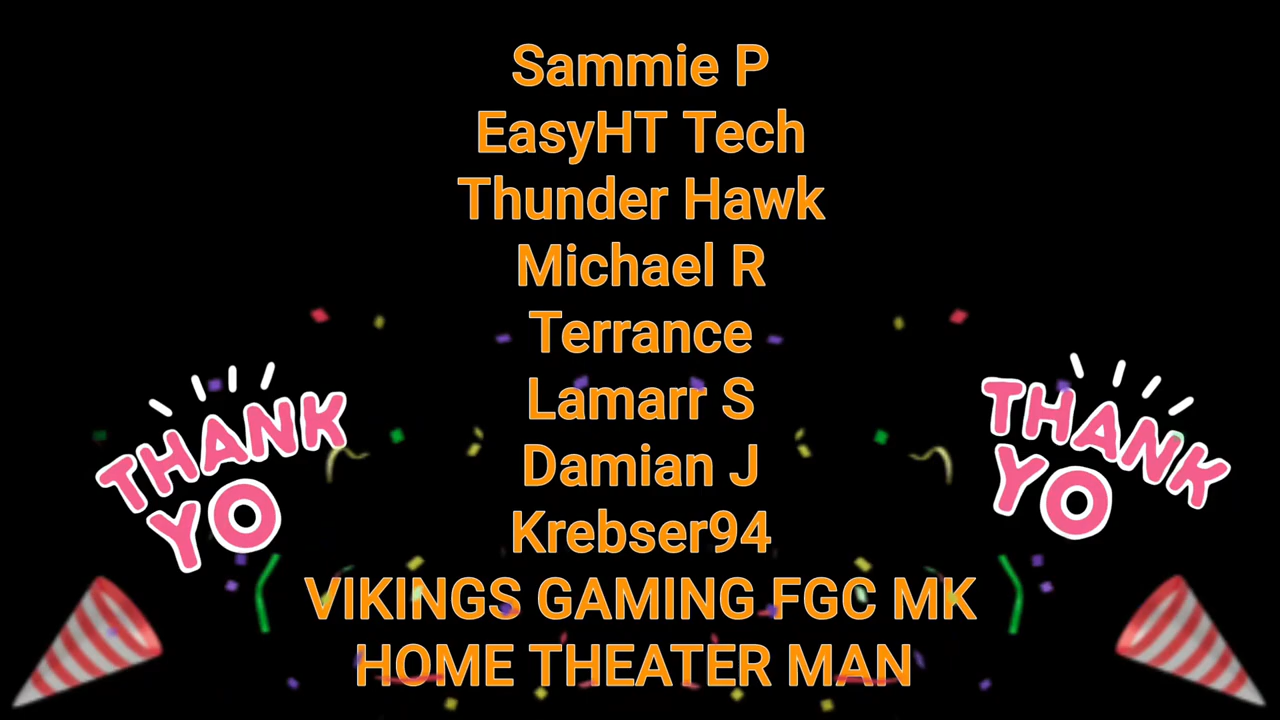 Sammie P
EasyHT Tech
Thunder Hawk
Michael R
Terrance
Lamarr S
Damian J
Krebser94
VIKINGS GAMING FGC MK
HOME THEATER MAN
THANK
YO
THANK
YO